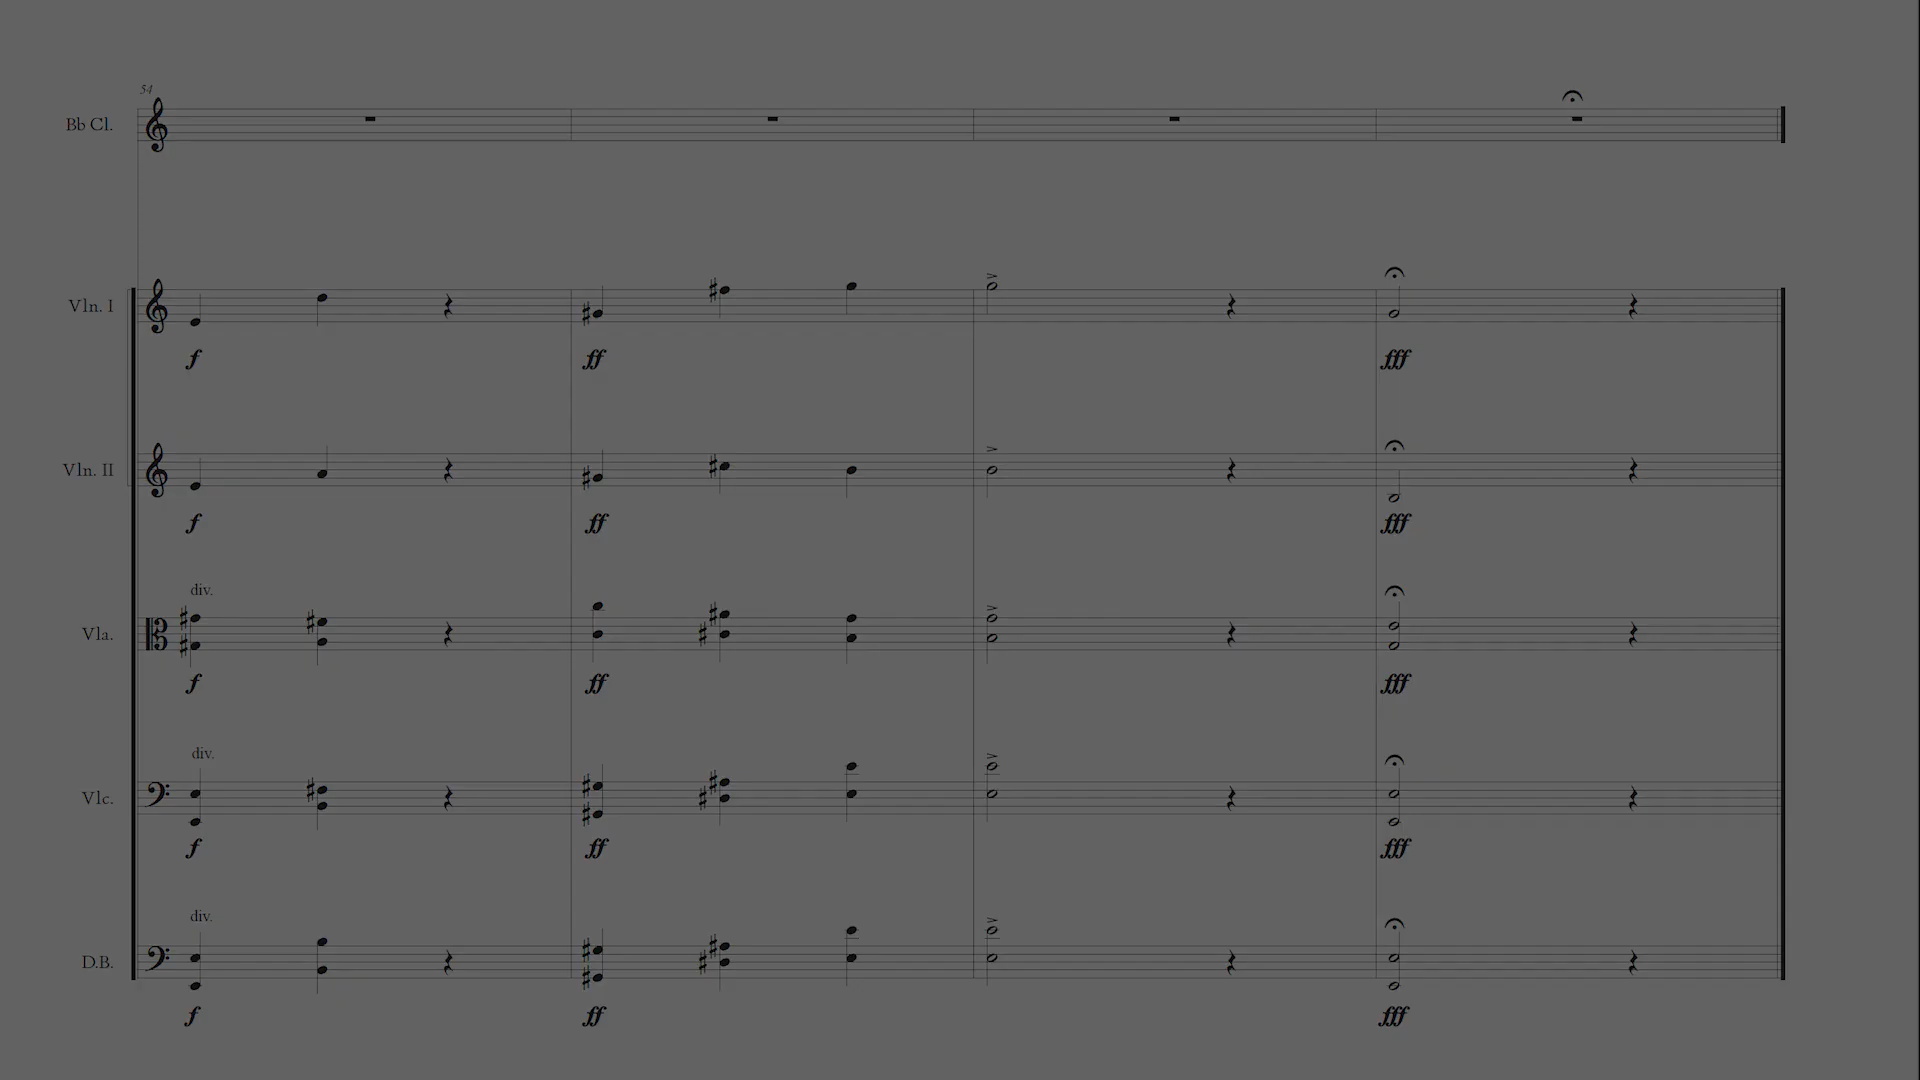 54
Bb Cl.
Vln. I
f ff fff
Vln. II
f ff fff
div.
Vla.
f ff fff
div.
Vlc.
f ff fff
div.
D.B.
f ff fff